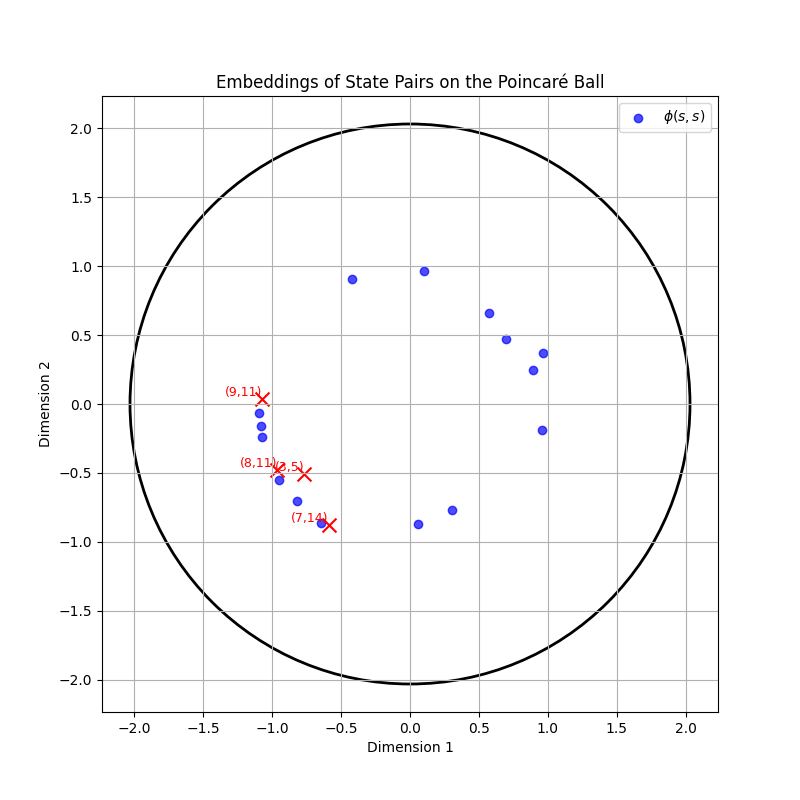 Embeddings of State Pairs on the Poincaré Ball
ϕ(s, s)
2.0
1.5
1.0
0.5
0.0
−0.5
−1.0
−1.5
−2.0
Dimension 2
(9,11)
(8,11)
(3,5)
(7,14)
−2.0 −1.5 −1.0 −0.5 0.0 0.5 1.0 1.5 2.0
Dimension 1